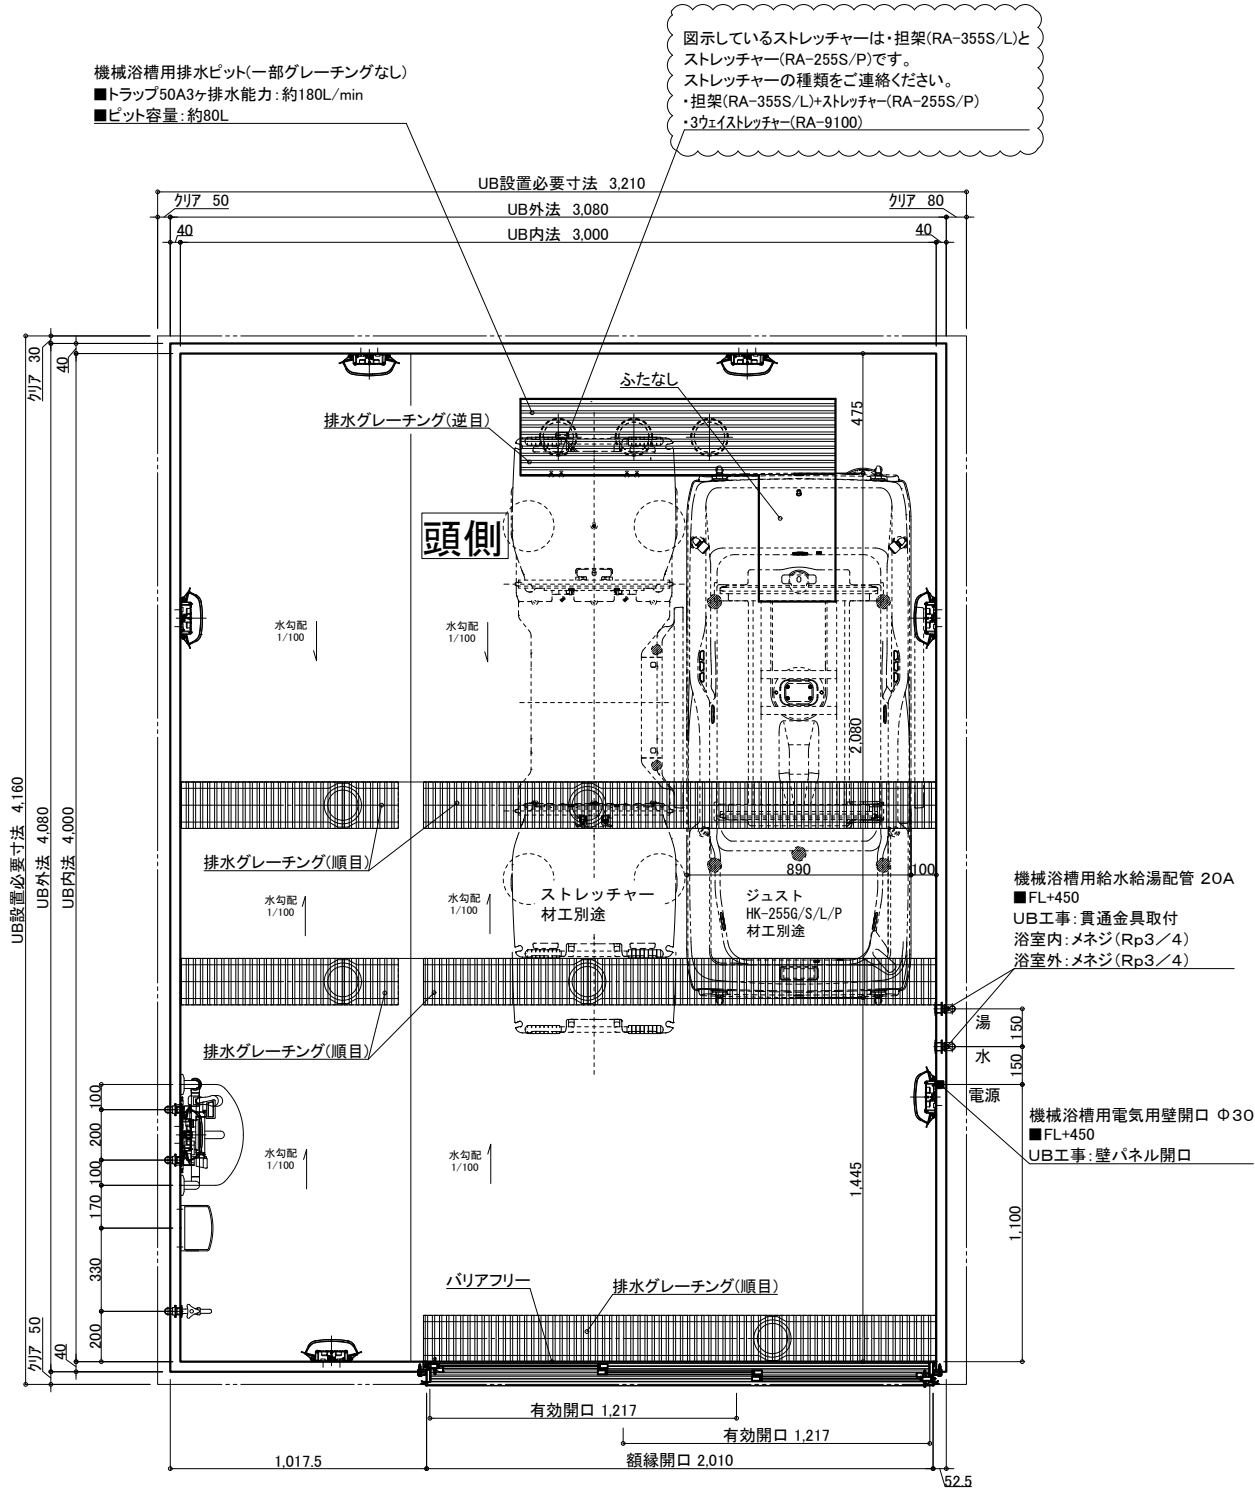 図示しているストレッチャーは・担架(RA-355S/L)と
ストレッチャー(RA-255S/P)です。
ストレッチャーの種類をご連絡ください。
・担架(RA-355S/L)+ストレッチャー(RA-255S/P)
・3ウェイストレッチャー(RA-9100)
機械浴槽用排水ピット(一部グレーチングなし)
■トラップ50A3ヶ排水能力:約180L/min
■ピット容量:約80L
UB設置必要寸法 3,210
クリア 50
UB外法 3,080
クリア 80
40
UB内法 3,000
40
クリア 30
40
UB設置必要寸法 4,160
UB外法 4,080
UB内法 4,000
ふたなし
475
排水グレーチング(逆目)
頭側
水勾配
1/100
水勾配
1/100
2,080
排水グレーチング(順目)
890
100
水勾配
1/100
水勾配
1/100
ストレッチャー
材工別途
ジュスト
HK-255G/S/L/P
材工別途
機械浴槽用給水給湯配管 20A
■FL+450
UB工事:貫通金具取付
浴室内:メネジ(Rp3/4)
浴室外:メネジ(Rp3/4)
湯
150
水
150
電源
排水グレーチング(順目)
機械浴槽用電気用壁開口 Φ30
■FL+450
UB工事:壁パネル開口
100
200
100
170
330
200
水勾配
1/100
水勾配
1/100
1,445
1,100
バリアフリー
排水グレーチング(順目)
クリア 50
40
有効開口 1,217
有効開口 1,217
1,017.5
額縁開口 2,010
52.5